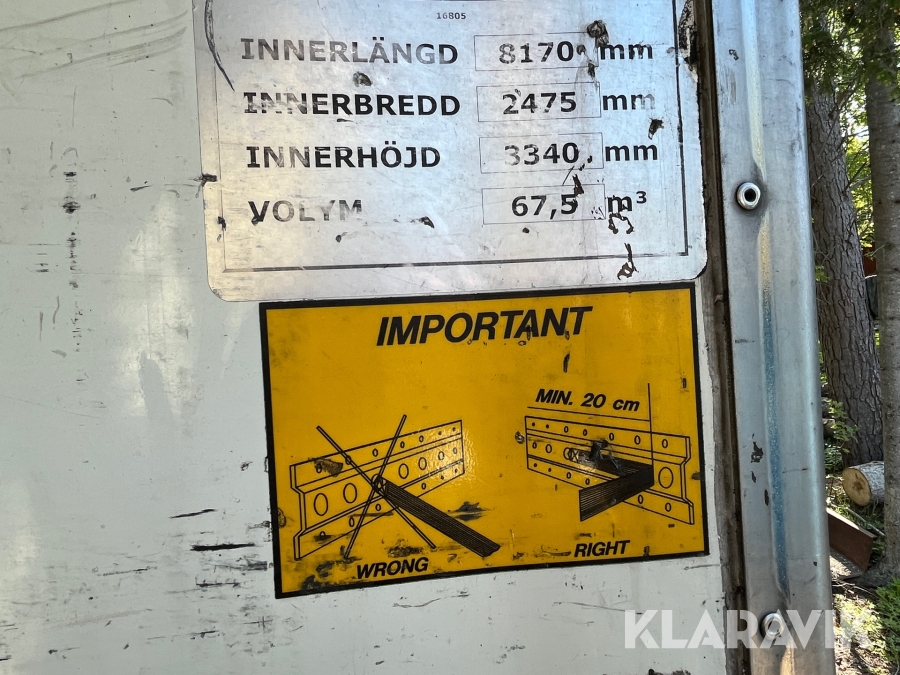 16805
INNERLÄNGD 8170 mm
INNERBREDD 2475 mm
INNERHÖJD 3340 mm
VOLYM 67,5 m³
IMPORTANT
MIN. 20 cm
WRONG
RIGHT
KLARAVIK